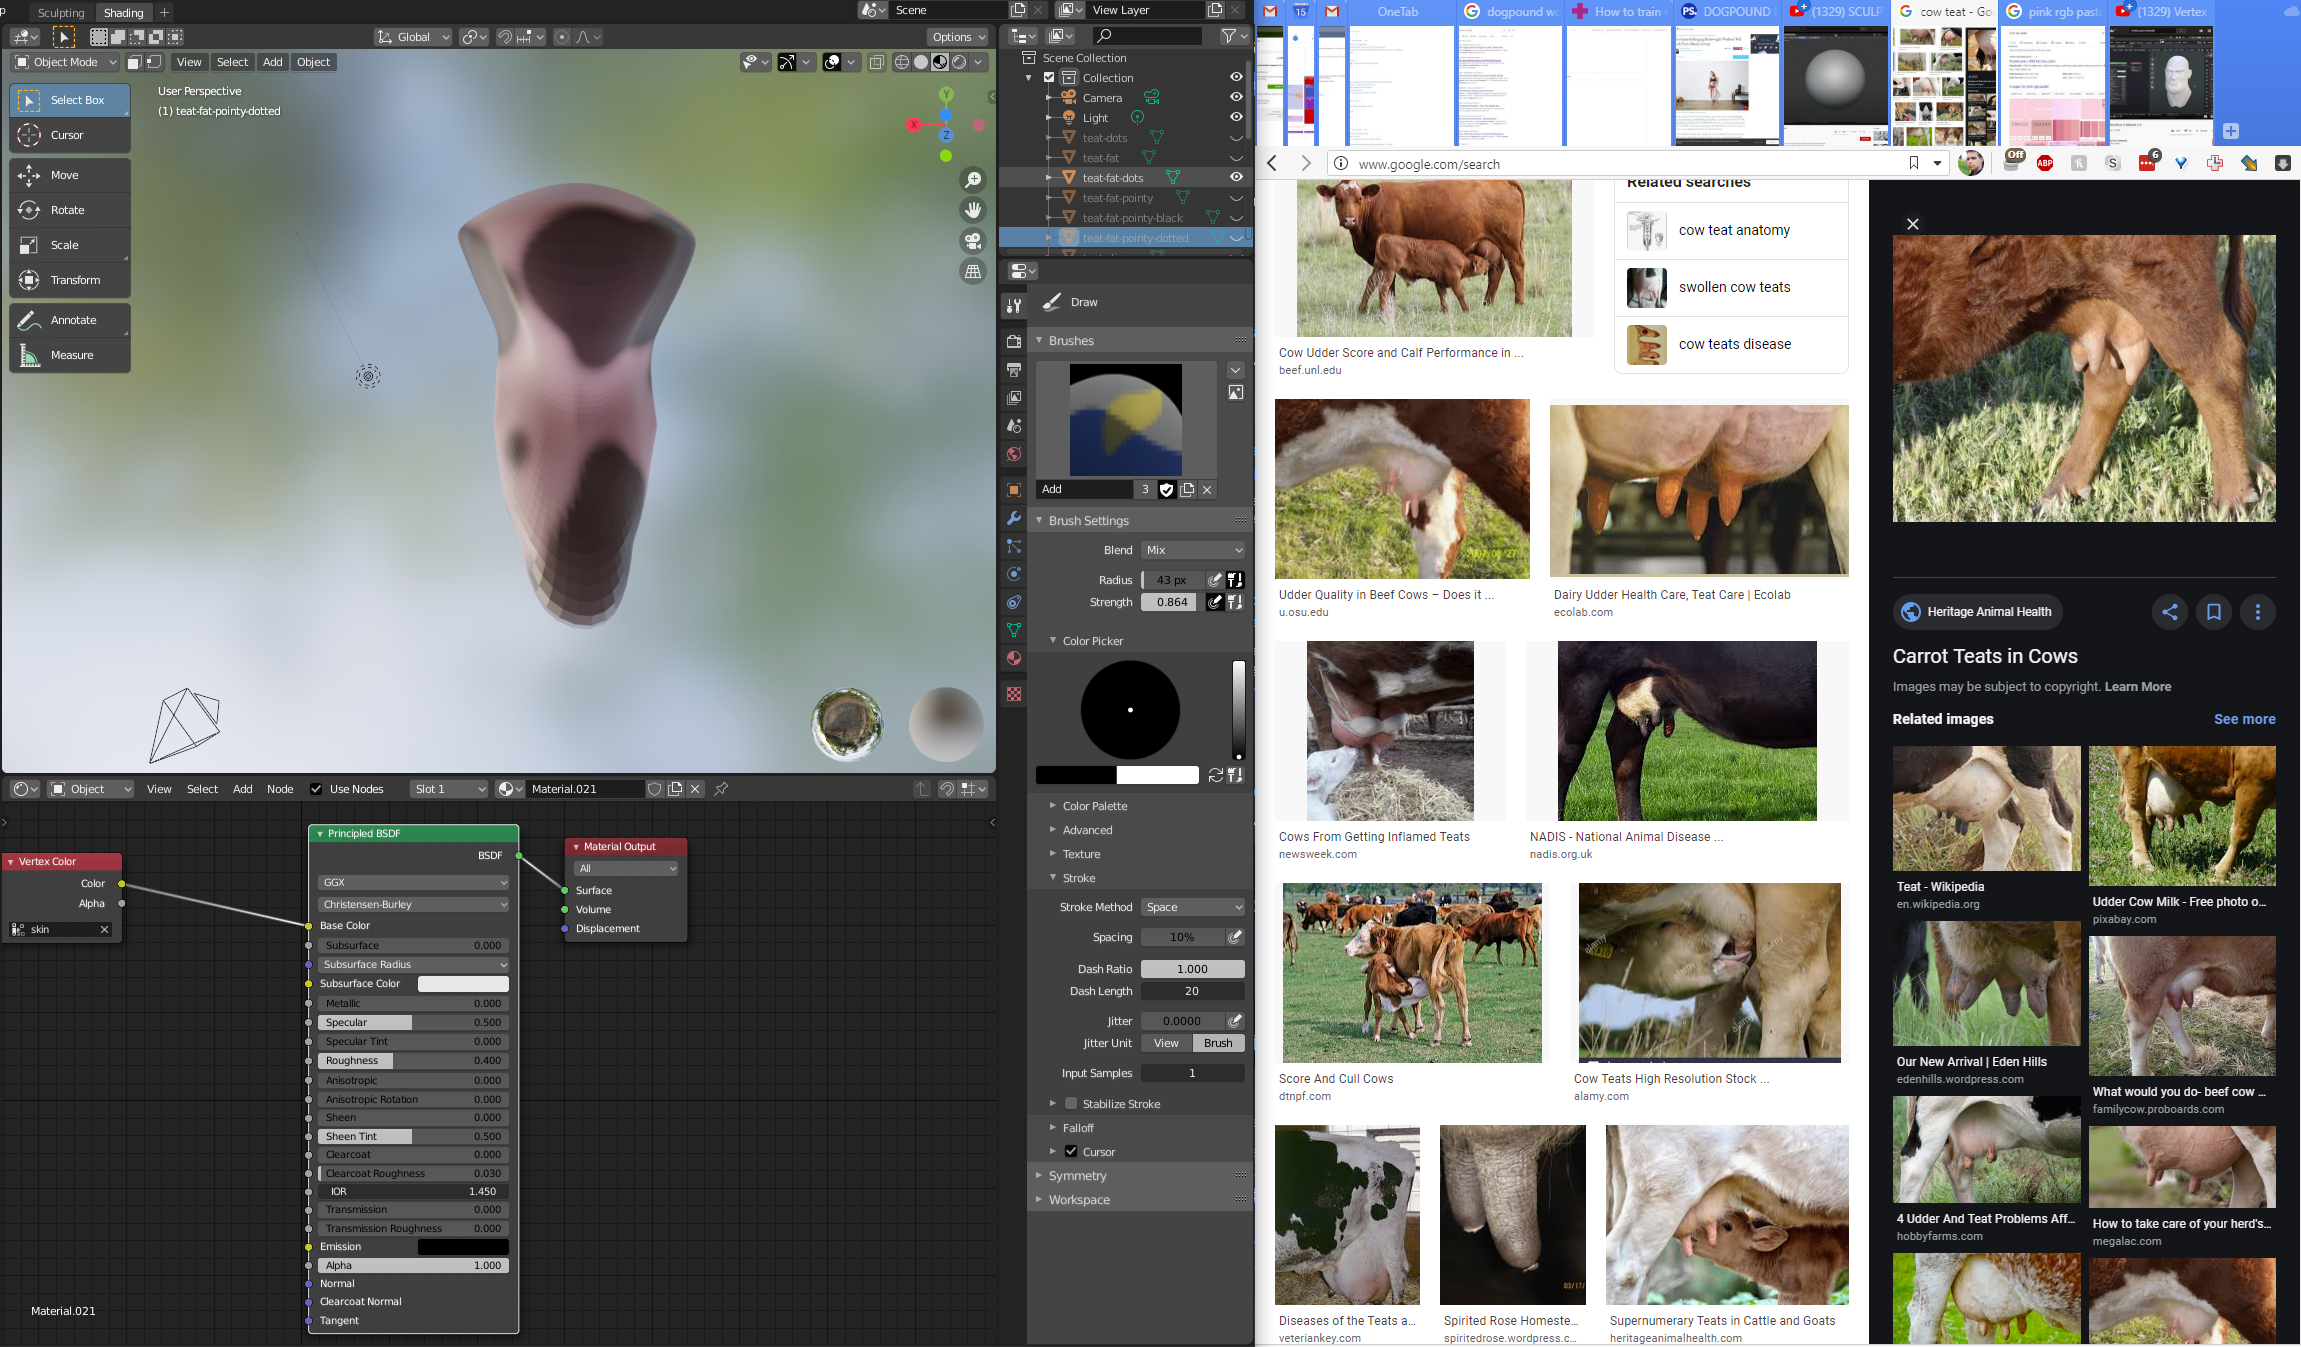 Sculpting
Shading
Scene
View Layer
Global
Options
Object Mode
View
Select
Add
Object
Select Box
Cursor
Move
Rotate
Scale
Transform
Annotate
Measure
User Perspective
(1) teat-fat-pointy-dotted
X
Y
Z
Scene Collection
Collection
Camera
Light
teat-dots
teat-fat
teat-fat-dots
teat-fat-pointy
teat-fat-pointy-black
teat-fat-pointy-dotted
Draw
Brushes
Add
3
Brush Settings
Blend
Mix
Radius
43 px
Strength
0.864
Color Picker
Color Palette
Advanced
Texture
Stroke
Stroke Method
Space
Spacing
10%
Dash Ratio
1.000
Dash Length
20
Jitter
0.0000
Jitter Unit
View
Brush
Input Samples
1
Stabilize Stroke
Falloff
Cursor
Symmetry
Workspace
Object
View
Select
Add
Node
Use Nodes
Slot 1
Material.021
Vertex Color
Color
Alpha
skin
Principled BSDF
BSDF
GGX
Christensen-Burley
Base Color
Subsurface 0.000
Subsurface Radius
Subsurface Color
Metallic 0.000
Specular 0.500
Specular Tint 0.000
Roughness 0.400
Anisotropic 0.000
Anisotropic Rotation 0.000
Sheen 0.000
Sheen Tint 0.500
Clearcoat 0.000
Clearcoat Roughness 0.030
IOR 1.450
Transmission 0.000
Transmission Roughness 0.000
Emission
Alpha 1.000
Normal
Clearcoat Normal
Tangent
Material Output
All
Surface
Volume
Displacement
Material.021
15
OneTab
dogpound
How to train
DOGPOUND
(1329) SCULP
cow teat - Go
pink rgb past
(1329) Vertex
www.google.com/search
Off
ABP
S
6
Related searches
cow teat anatomy
swollen cow teats
cow teats disease
Cow Udder Score and Calf Performance in ...
beef.unl.edu
Udder Quality in Beef Cows – Does it ...
u.osu.edu
Dairy Udder Health Care, Teat Care | Ecolab
ecolab.com
Cows From Getting Inflamed Teats
newsweek.com
NADIS - National Animal Disease ...
nadis.org.uk
Score And Cull Cows
dtnpf.com
alamy
alamy
alamy
Cow Teats High Resolution Stock ...
alamy.com
Diseases of the Teats a...
veteriankey.com
Spirited Rose Homeste...
spiritedrose.wordpress.c...
Supernumerary Teats in Cattle and Goats
heritageanimalhealth.com
Heritage Animal Health
Carrot Teats in Cows
Images may be subject to copyright. Learn More
Related images
See more
Teat - Wikipedia
en.wikipedia.org
Udder Cow Milk - Free photo o...
pixabay.com
Our New Arrival | Eden Hills
edenhills.wordpress.com
What would you do- beef cow ...
familycow.proboards.com
4 Udder And Teat Problems Aff...
hobbyfarms.com
How to take care of your herd's...
megalac.com